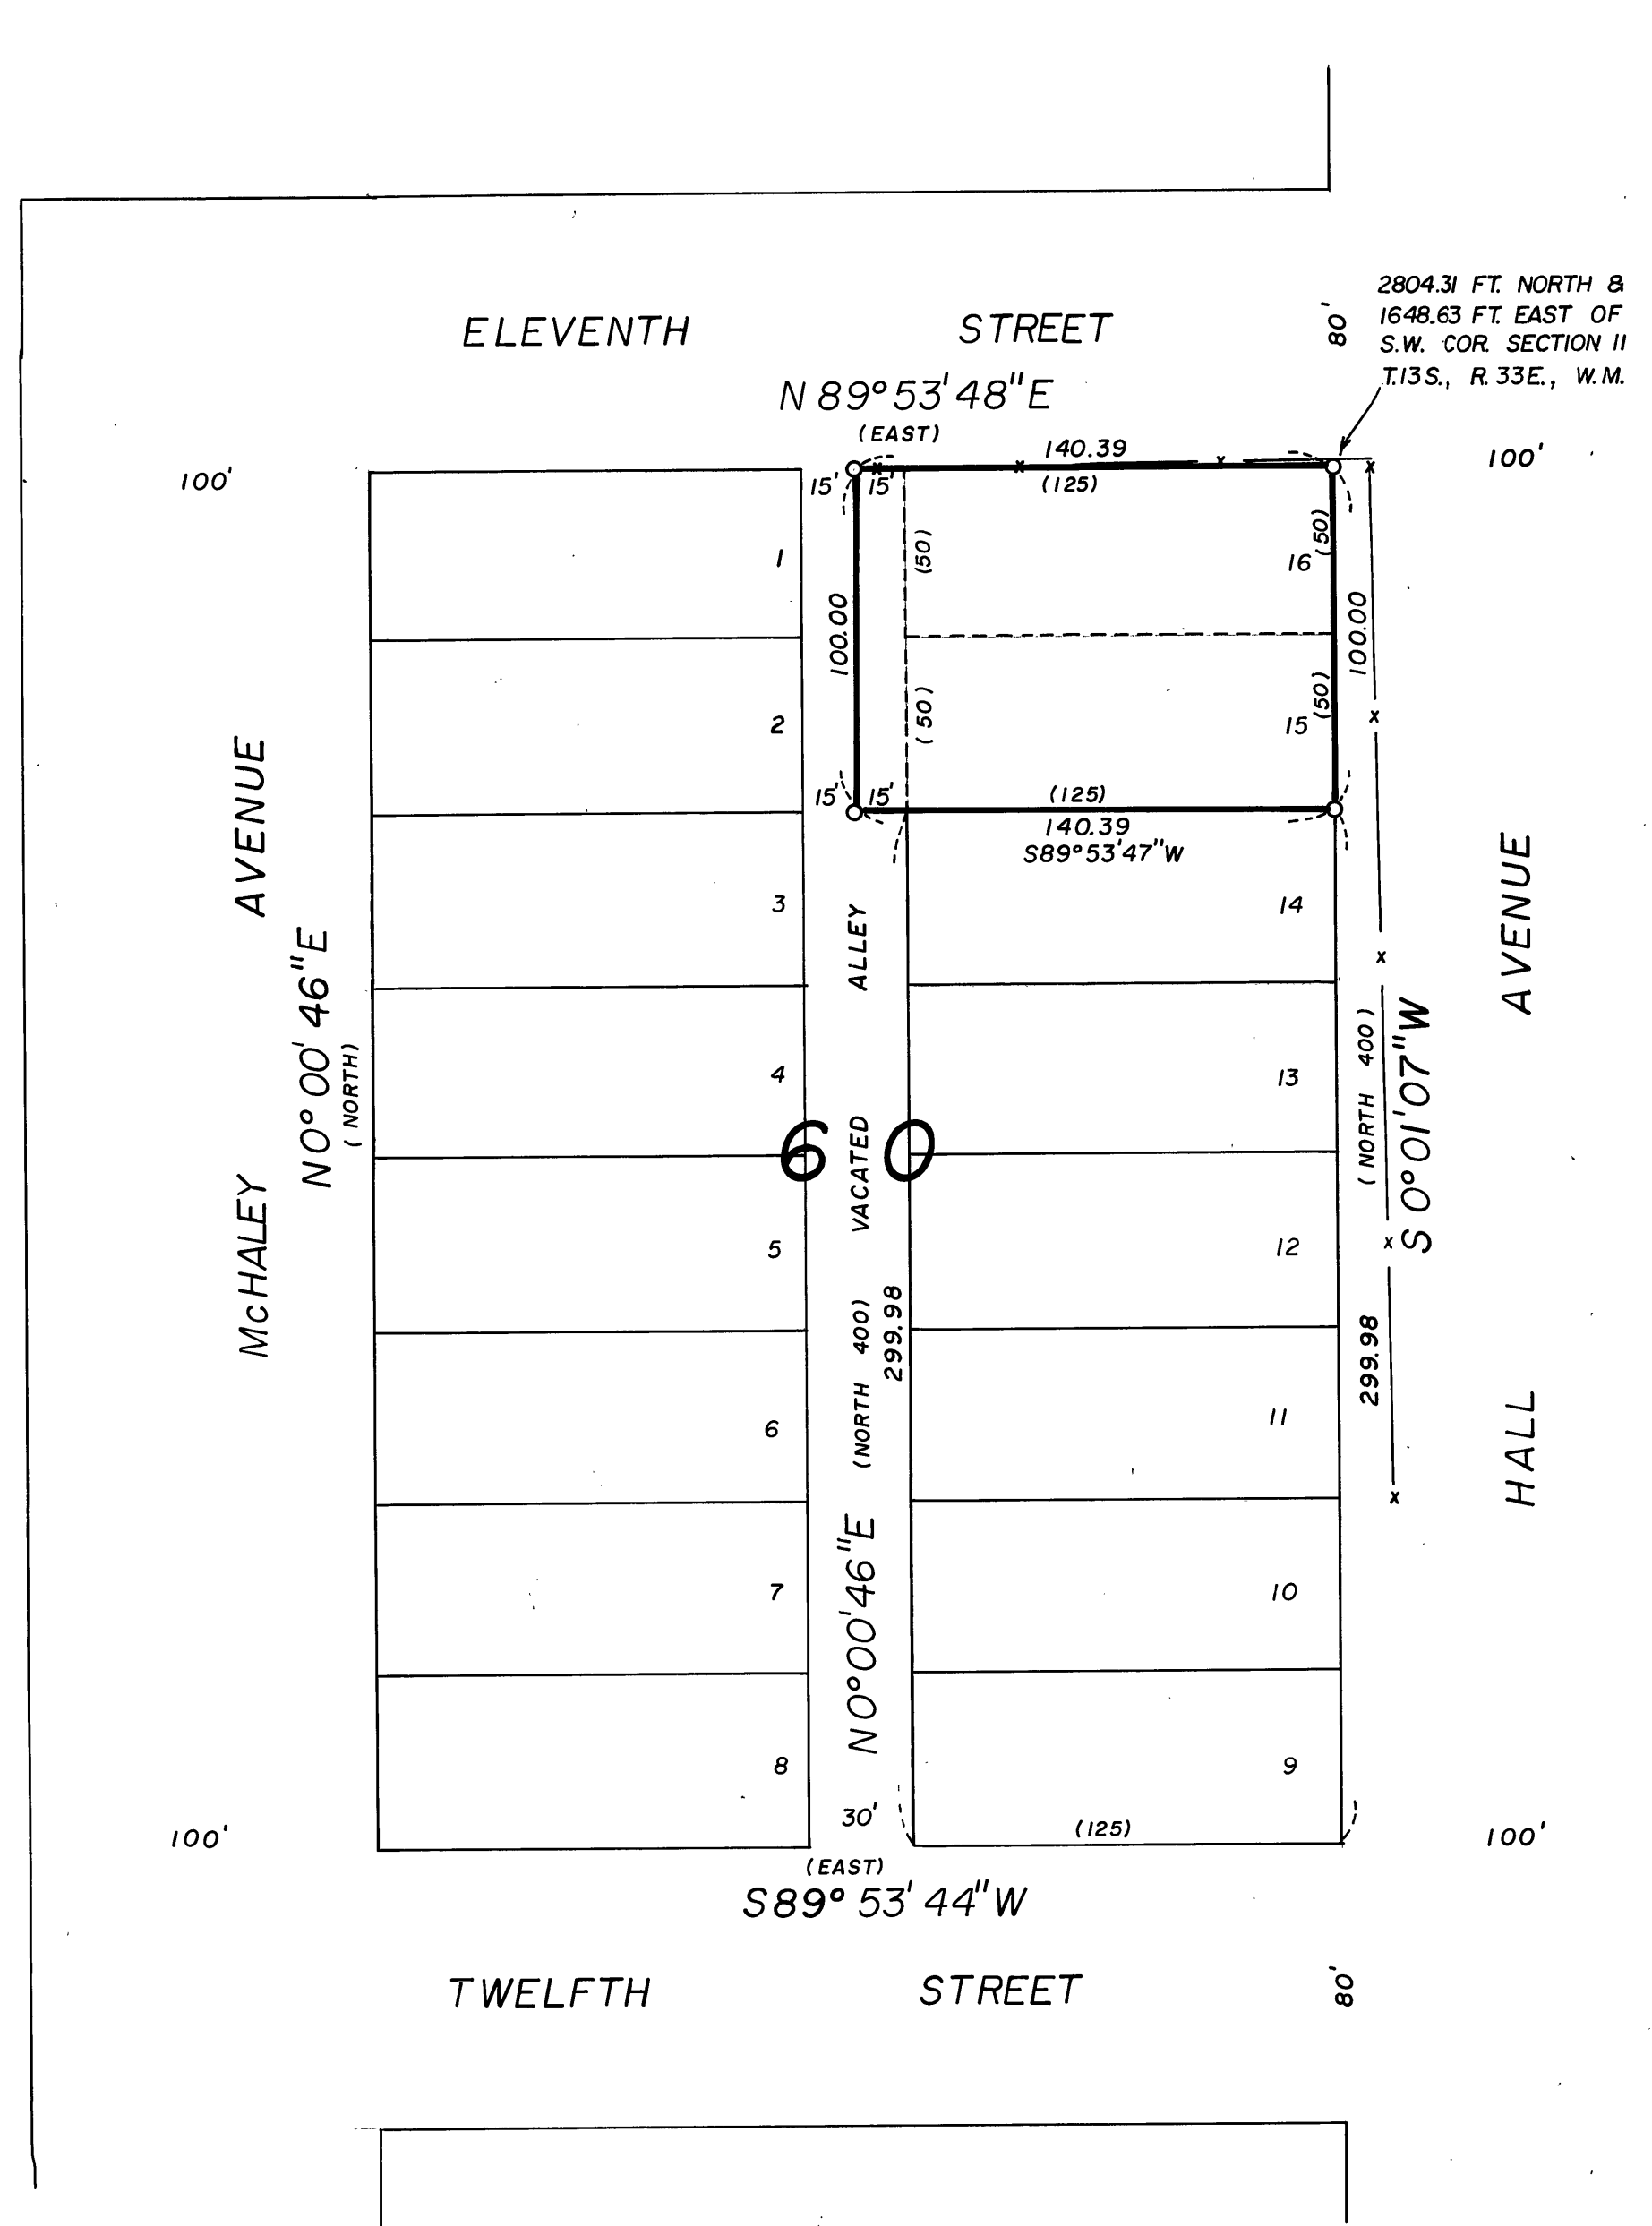 2804.31 FT. NORTH &
1648.63 FT. EAST OF
S.W. COR. SECTION 11
T.13S., R.33E., W.M.
ELEVENTH STREET
80'
N 89° 53' 48" E
(EAST)
140.39
100'
100'
15' 15'
(125)
(50)
(50)
1
16
100.00
100.00
(50)
(50)
2
15
15' 15'
(125)
140.39
S89°53'47"W
McHALEY AVENUE
N0° 00' 46"E
(NORTH)
3
14
VACATED ALLEY
4
13
(NORTH 400)
S 0° 01' 07" W
HALL AVENUE
60
5
12
(NORTH 400)
299.98
299.98
6
11
N0°00'46"E
7
10
8
9
30'
(125)
100'
100'
(EAST)
S89° 53' 44" W
TWELFTH STREET
80'